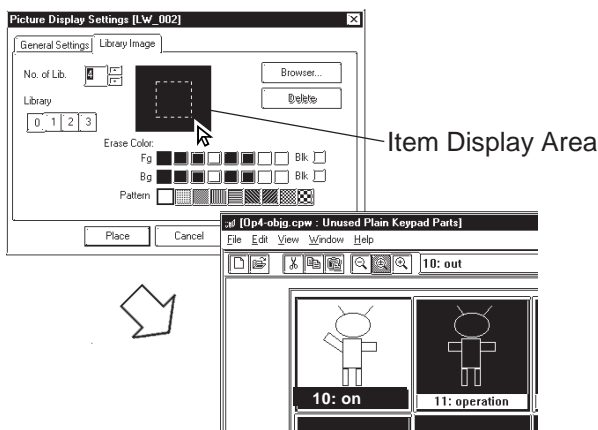 Picture Display Settings [LW_002]
General Settings
Library Image
No. of Lib. 4
Browser...
Library
Delete
0 1 2 3
Item Display Area
Erase Color:
Fg
Blk
Bg
Blk
Pattern
Place
Cancel
[Op4-objg.cpw : Unused Plain Keypad Parts]
File Edit View Window Help
10: out
10: on
11: operation